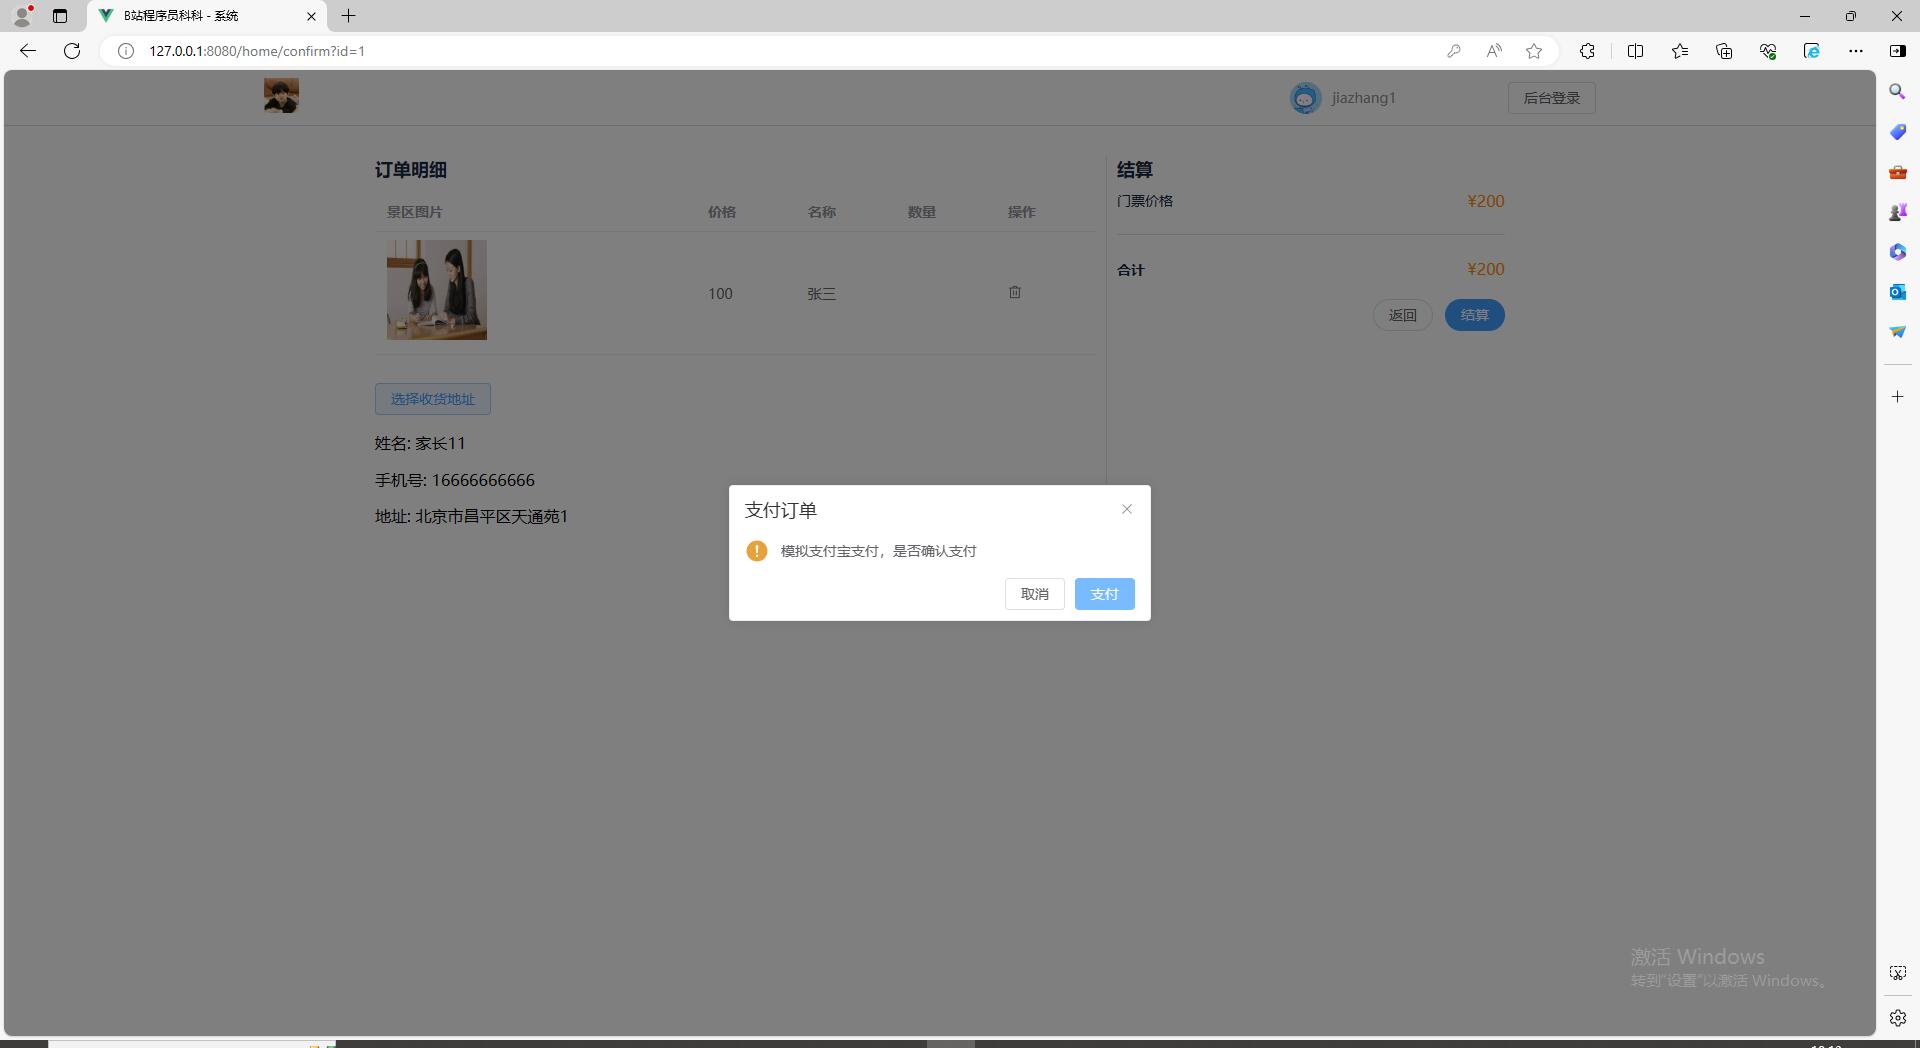 B站程序员科科 - 系统
127.0.0.1:8080/home/confirm?id=1
jiazhang1
后台登录
订单明细
景区图片 价格 名称 数量 操作
100 张三
选择收货地址
姓名: 家长11
手机号: 16666666666
地址: 北京市昌平区天通苑1
结算
门票价格 ¥200
合计 ¥200
返回 结算
支付订单
模拟支付宝支付，是否确认支付
取消 支付
激活 Windows
转到"设置"以激活 Windows。